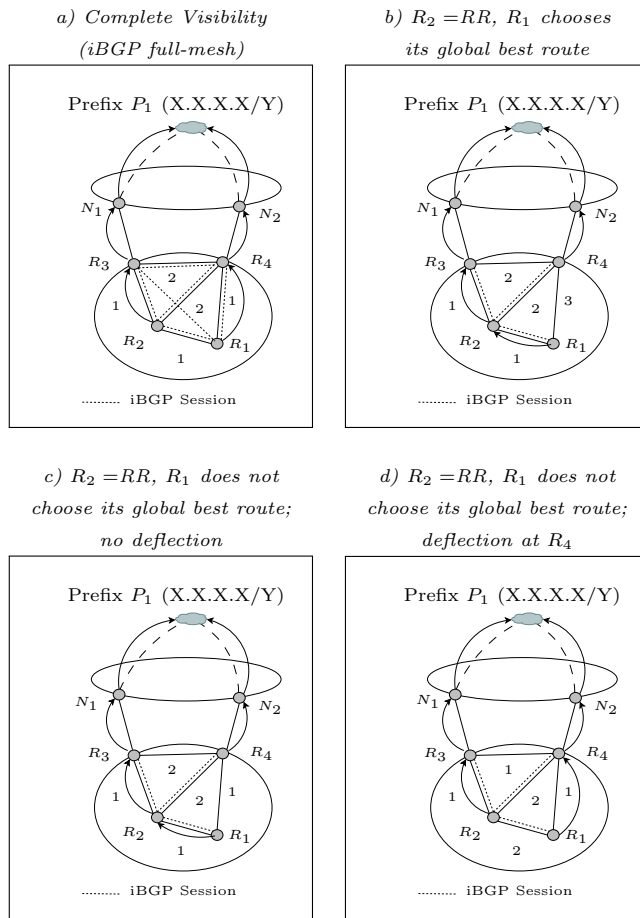 a) Complete Visibility
(iBGP full-mesh)
Prefix P₁ (X.X.X.X/Y)
N₁
N₂
R₃
R₄
2
1
2
1
R₂
R₁
1
iBGP Session
b) R₂ =RR, R₁ chooses
its global best route
Prefix P₁ (X.X.X.X/Y)
N₁
N₂
R₃
R₄
2
1
2
3
R₂
R₁
1
iBGP Session
c) R₂ =RR, R₁ does not
choose its global best route;
no deflection
Prefix P₁ (X.X.X.X/Y)
N₁
N₂
R₃
R₄
2
1
2
1
R₂
R₁
1
iBGP Session
d) R₂ =RR, R₁ does not
choose its global best route;
deflection at R₄
Prefix P₁ (X.X.X.X/Y)
N₁
N₂
R₃
R₄
1
1
2
1
R₂
R₁
2
iBGP Session